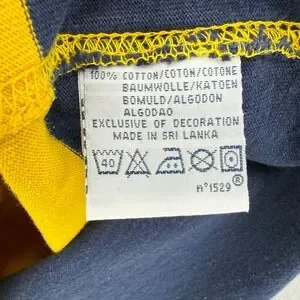 100% COTTON/COTON/COTONE
BAUMWOLLE/KATOEN
BOMULD/ALGODON
ALGODAO
EXCLUSIVE OF DECORATION
MADE IN SRI LANKA
40
n°1529 ®